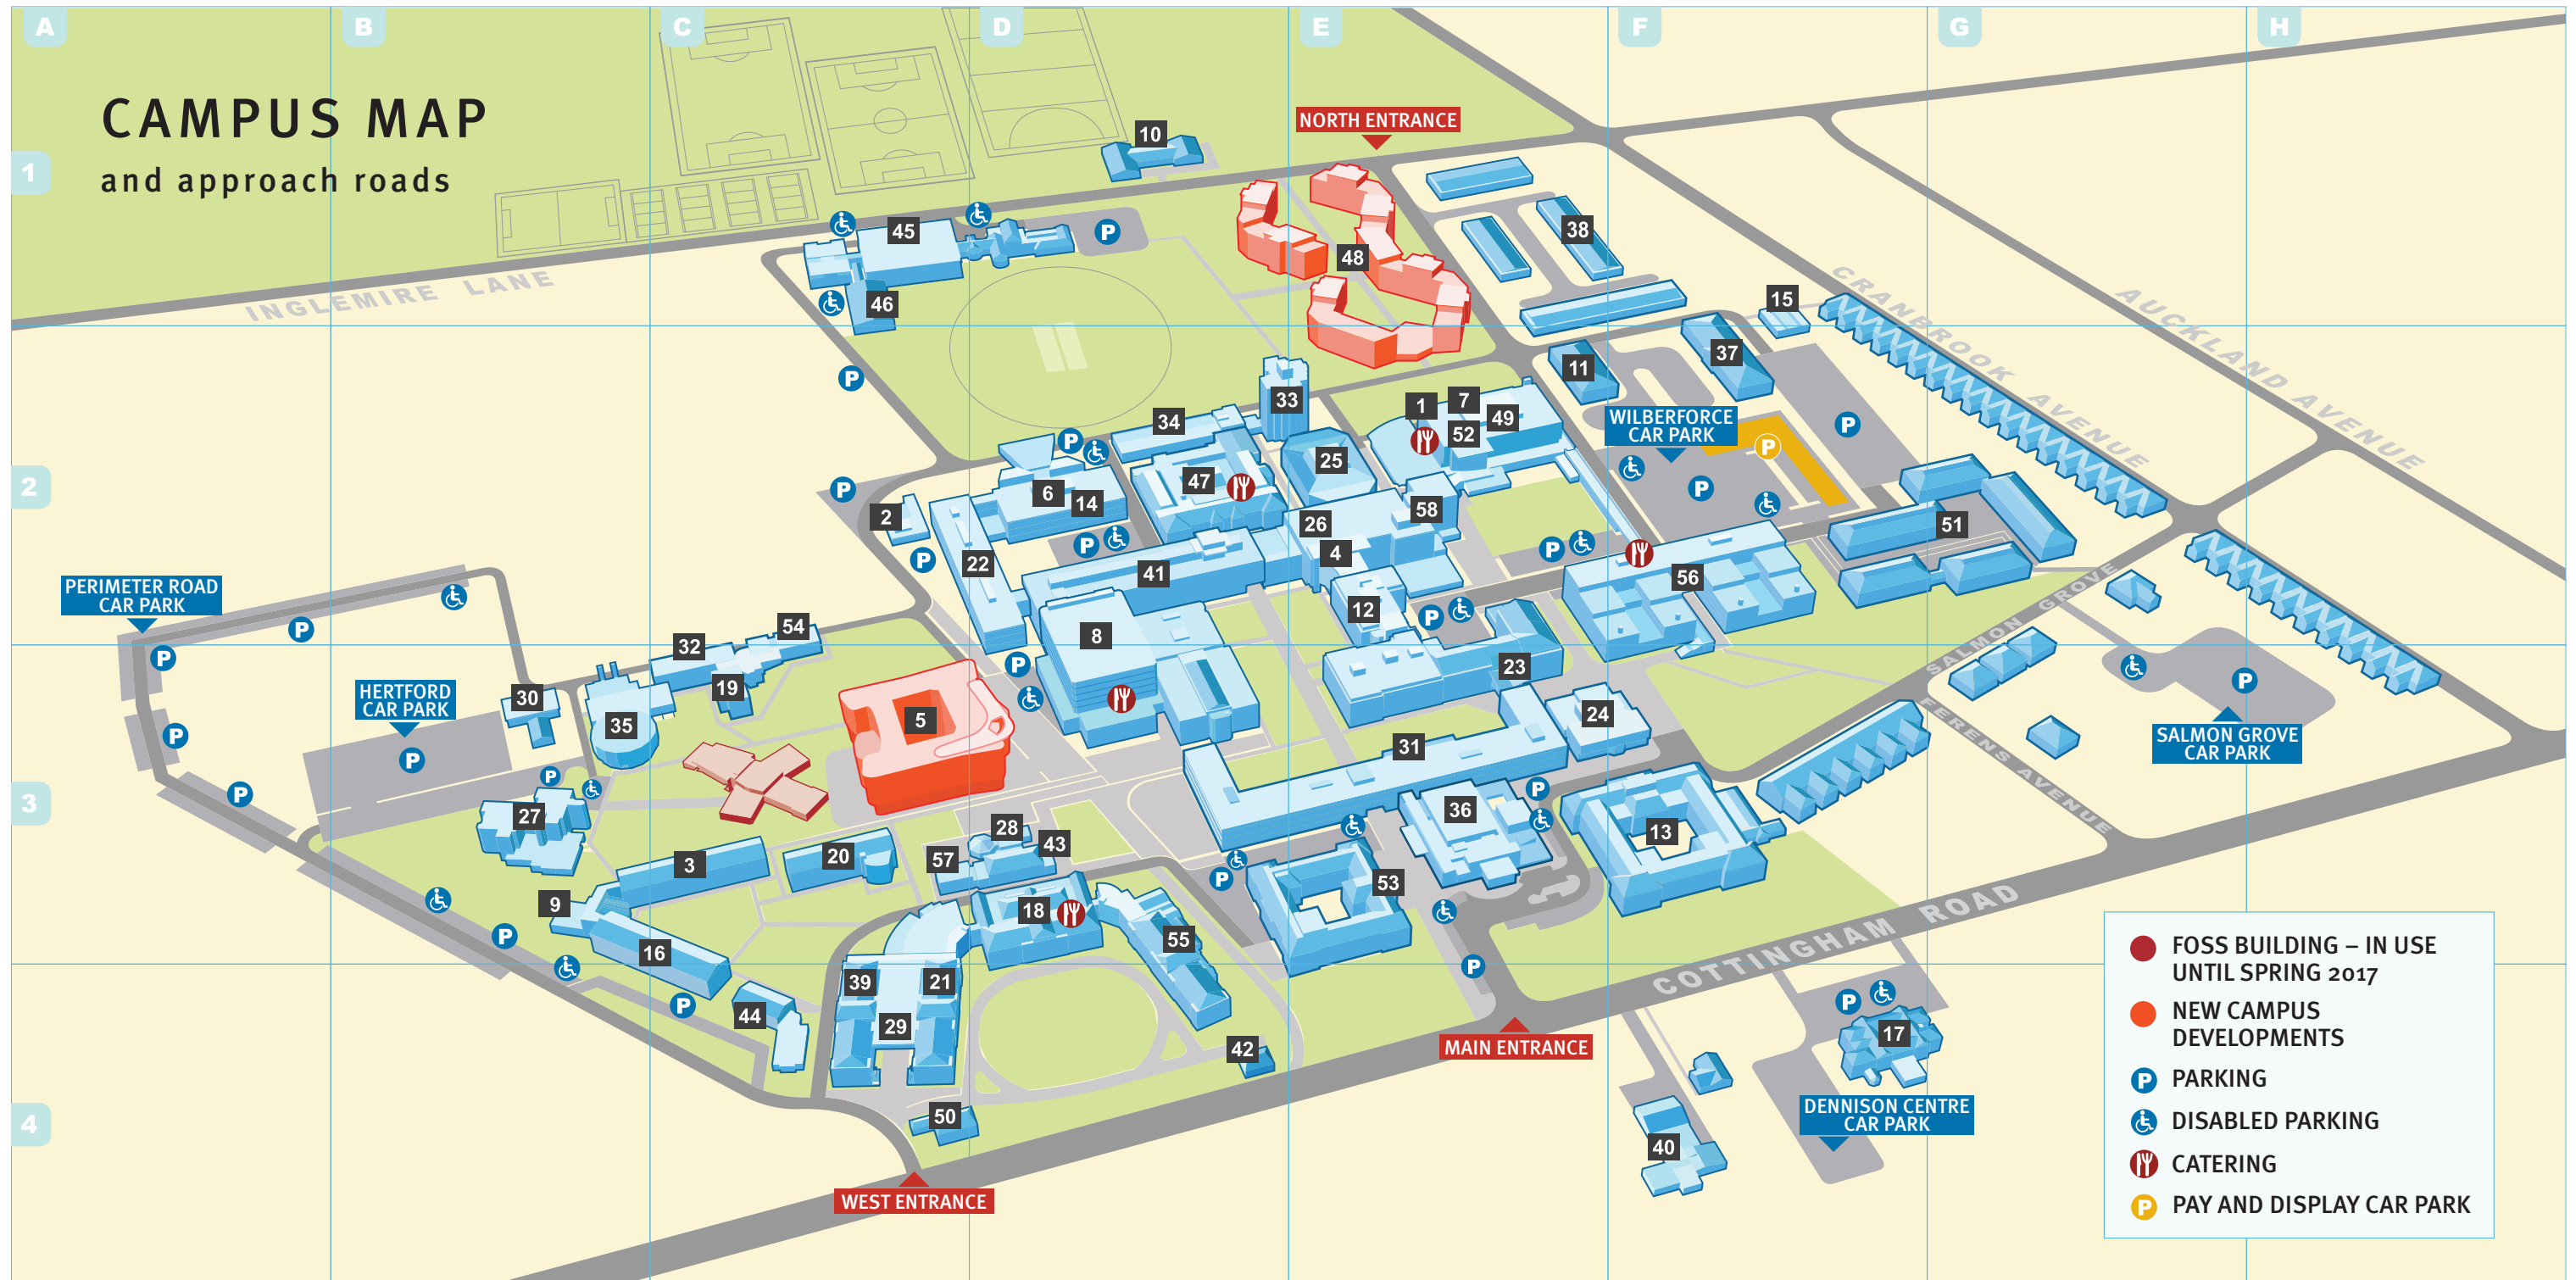 A B C D E F G H
CAMPUS MAP
and approach roads
1
2
3
4
NORTH ENTRANCE
INGLEMIRE LANE
CRANBROOK AVENUE
AUCKLAND AVENUE
10
45
46
48
38
15
11
37
33
34
1
7
49
52
25
47
6
14
2
22
41
26
58
4
12
51
56
WILBERFORCE
CAR PARK
P
PERIMETER ROAD
CAR PARK
HERTFORD
CAR PARK
SALMON GROVE
FERENS AVENUE
SALMON GROVE
CAR PARK
54
32
19
30
35
5
8
23
24
31
36
13
27
28
43
57
20
3
9
16
18
55
53
39
21
29
44
42
50
17
40
COTTINGHAM ROAD
MAIN ENTRANCE
WEST ENTRANCE
DENNISON CENTRE
CAR PARK
FOSS BUILDING – IN USE
UNTIL SPRING 2017
NEW CAMPUS
DEVELOPMENTS
P PARKING
DISABLED PARKING
CATERING
P PAY AND DISPLAY CAR PARK